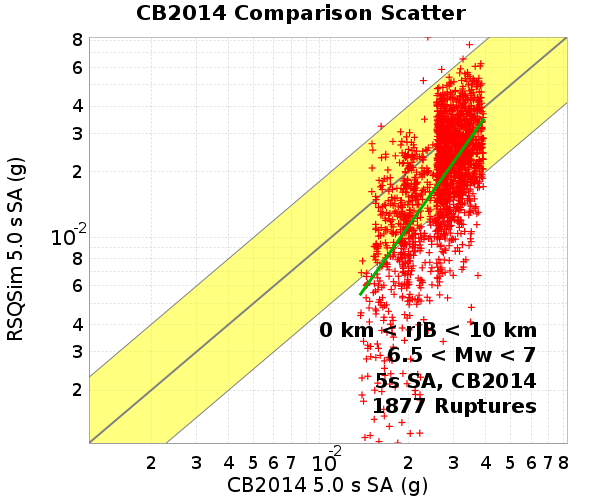 CB2014 Comparison Scatter
8
6
4
3
2
10-2
8
6
4
3
2
RSQSim 5.0 s SA (g)
0 km < rJB < 10 km
6.5 < Mw < 7
5s SA, CB2014
1877 Ruptures
2 3 4 5 6 7 10-2 2 3 4 5 6 7 8
CB2014 5.0 s SA (g)